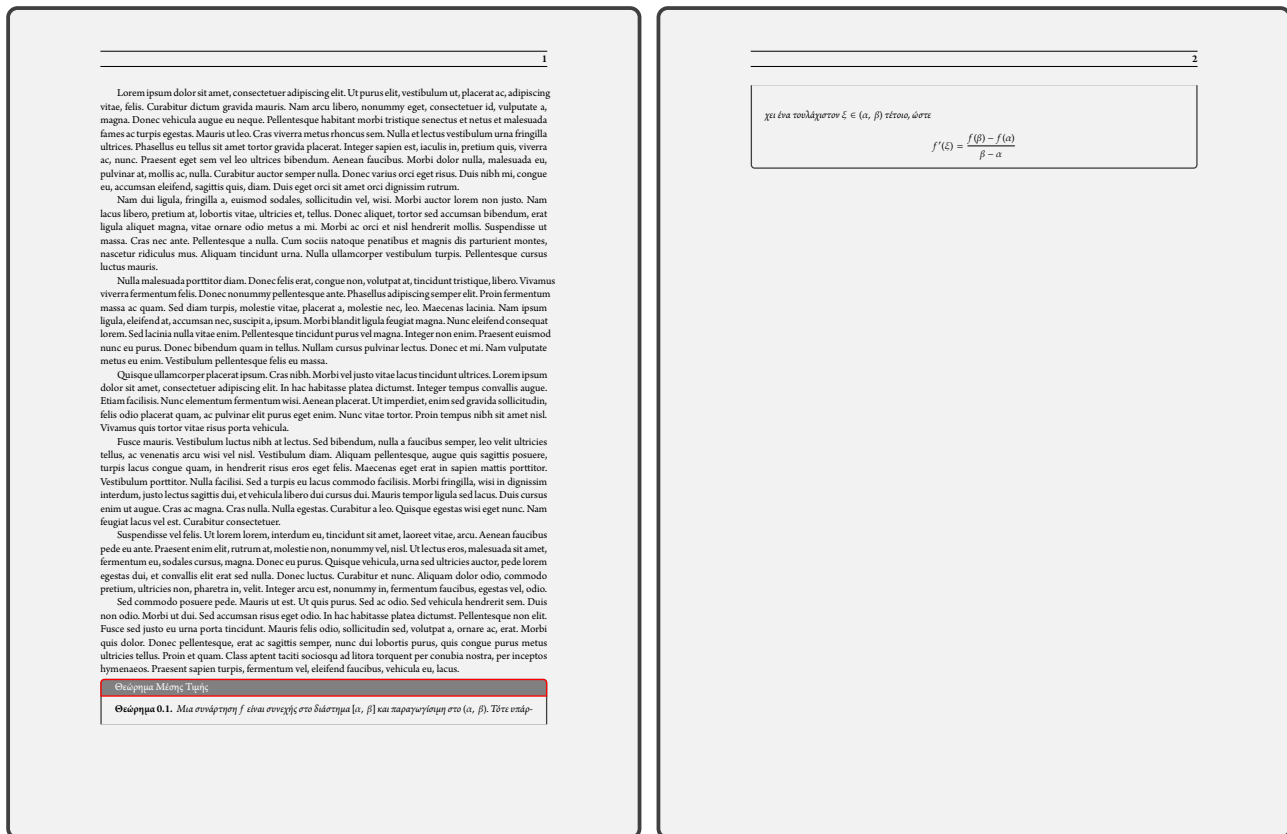 1
Lorem ipsum dolor sit amet, consectetuer adipiscing elit. Ut purus elit, vestibulum ut, placerat ac, adipiscing
vitae, felis. Curabitur dictum gravida mauris. Nam arcu libero, nonummy eget, consectetuer id, vulputate a,
magna. Donec vehicula augue eu neque. Pellentesque habitant morbi tristique senectus et netus et malesuada
fames ac turpis egestas. Mauris ut leo. Cras viverra metus rhoncus sem. Nulla et lectus vestibulum urna fringilla
ultrices. Phasellus eu tellus sit amet tortor gravida placerat. Integer sapien est, iaculis in, pretium quis, viverra
ac, nunc. Praesent eget sem vel leo ultrices bibendum. Aenean faucibus. Morbi dolor nulla, malesuada eu,
pulvinar at, mollis ac, nulla. Curabitur auctor semper nulla. Donec varius orci eget risus. Duis nibh mi, congue
eu, accumsan eleifend, sagittis quis, diam. Duis eget orci sit amet orci dignissim rutrum.
Nam dui ligula, fringilla a, euismod sodales, sollicitudin vel, wisi. Morbi auctor lorem non justo. Nam
lacus libero, pretium at, lobortis vitae, ultricies et, tellus. Donec aliquet, tortor sed accumsan bibendum, erat
ligula aliquet magna, vitae ornare odio metus a mi. Morbi ac orci et nisl hendrerit mollis. Suspendisse ut
massa. Cras nec ante. Pellentesque a nulla. Cum sociis natoque penatibus et magnis dis parturient montes,
nascetur ridiculus mus. Aliquam tincidunt urna. Nulla ullamcorper vestibulum turpis. Pellentesque cursus
luctus mauris.
Nulla malesuada porttitor diam. Donec felis erat, congue non, volutpat at, tincidunt tristique, libero. Vivamus
viverra fermentum felis. Donec nonummy pellentesque ante. Phasellus adipiscing semper elit. Proin fermentum
massa ac quam. Sed diam turpis, molestie vitae, placerat a, molestie nec, leo. Maecenas lacinia. Nam ipsum
ligula, eleifend at, accumsan nec, suscipit a, ipsum. Morbi blandit ligula feugiat magna. Nunc eleifend consequat
lorem. Sed lacinia nulla vitae enim. Pellentesque tincidunt purus vel magna. Integer non enim. Praesent euismod
nunc eu purus. Donec bibendum quam in tellus. Nullam cursus pulvinar lectus. Donec et mi. Nam vulputate
metus eu enim. Vestibulum pellentesque felis eu massa.
Quisque ullamcorper placerat ipsum. Cras nibh. Morbi vel justo vitae lacus tincidunt ultrices. Lorem ipsum
dolor sit amet, consectetuer adipiscing elit. In hac habitasse platea dictumst. Integer tempus convallis augue.
Etiam facilisis. Nunc elementum fermentum wisi. Aenean placerat. Ut imperdiet, enim sed gravida sollicitudin,
felis odio placerat quam, ac pulvinar elit purus eget enim. Nunc vitae tortor. Proin tempus nibh sit amet nisl.
Vivamus quis tortor vitae risus porta vehicula.
Fusce mauris. Vestibulum luctus nibh at lectus. Sed bibendum, nulla a faucibus semper, leo velit ultricies
tellus, ac venenatis arcu wisi vel nisl. Vestibulum diam. Aliquam pellentesque, augue quis sagittis posuere,
turpis lacus congue quam, in hendrerit risus eros eget felis. Maecenas eget erat in sapien mattis porttitor.
Vestibulum porttitor. Nulla facilisi. Sed a turpis eu lacus commodo facilisis. Morbi fringilla, wisi in dignissim
interdum, justo lectus sagittis dui, et vehicula libero dui cursus dui. Mauris tempor ligula sed lacus. Duis cursus
enim ut augue. Cras ac magna. Cras nulla. Nulla egestas. Curabitur a leo. Quisque egestas wisi eget nunc. Nam
feugiat lacus vel est. Curabitur consectetuer.
Suspendisse vel felis. Ut lorem lorem, interdum eu, tincidunt sit amet, laoreet vitae, arcu. Aenean faucibus
pede eu ante. Praesent enim elit, rutrum at, molestie non, nonummy vel, nisl. Ut lectus eros, malesuada sit amet,
fermentum eu, sodales cursus, magna. Donec eu purus. Quisque vehicula, urna sed ultricies auctor, pede lorem
egestas dui, et convallis elit erat sed nulla. Donec luctus. Curabitur et nunc. Aliquam dolor odio, commodo
pretium, ultricies non, pharetra in, velit. Integer arcu est, nonummy in, fermentum faucibus, egestas vel, odio.
Sed commodo posuere pede. Mauris ut est. Ut quis purus. Sed ac odio. Sed vehicula hendrerit sem. Duis
non odio. Morbi ut dui. Sed accumsan risus eget odio. In hac habitasse platea dictumst. Pellentesque non elit.
Fusce sed justo eu urna porta tincidunt. Mauris felis odio, sollicitudin sed, volutpat a, ornare ac, erat. Morbi
quis dolor. Donec pellentesque, erat ac sagittis semper, nunc dui lobortis purus, quis congue purus metus
ultricies tellus. Proin et quam. Class aptent taciti sociosqu ad litora torquent per conubia nostra, per inceptos
hymenaeos. Praesent sapien turpis, fermentum vel, eleifend faucibus, vehicula eu, lacus.
Θεώρημα Μέσης Τιμής
Θεώρημα 0.1. Μια συνάρτηση f είναι συνεχής στο διάστημα [α, β] και παραγωγίσιμη στο (α, β). Τότε υπάρ-
2
χει ένα τουλάχιστον ξ ∈ (α, β) τέτοιο, ώστε
f′(ξ) = f(β) − f(α) / β − α